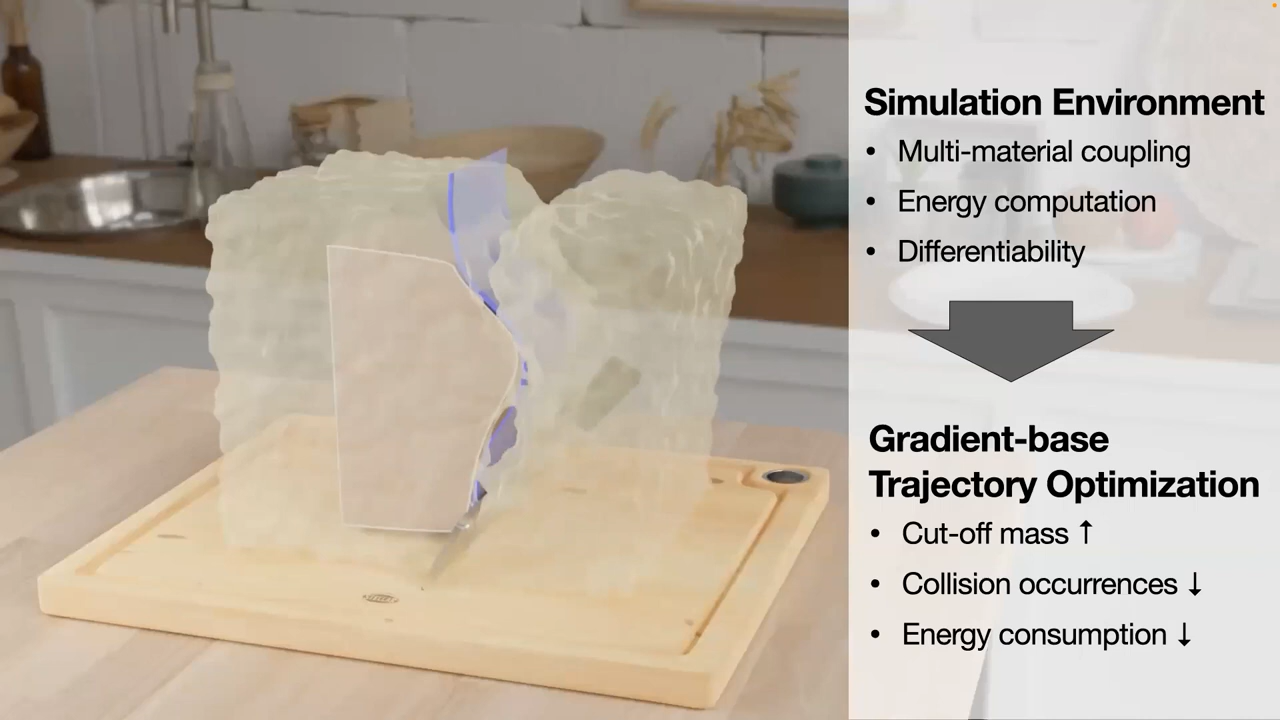 Simulation Environment
• Multi-material coupling
• Energy computation
• Differentiability
Gradient-base
Trajectory Optimization
• Cut-off mass ↑
• Collision occurrences ↓
• Energy consumption ↓